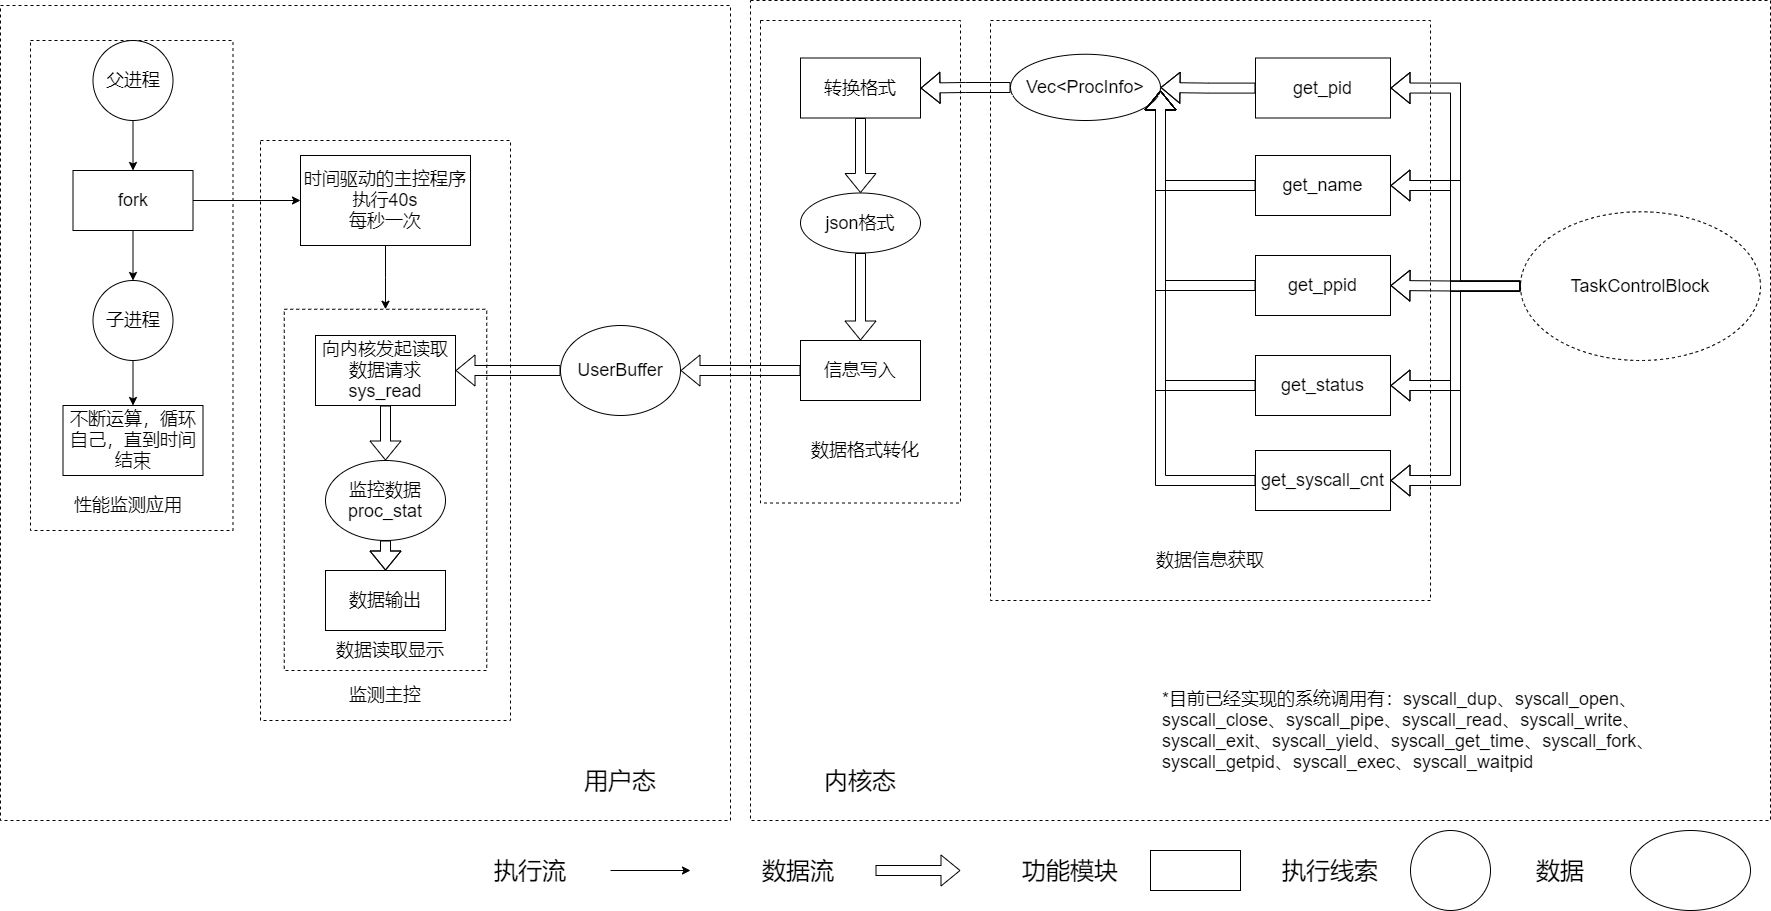 父进程
fork
子进程
不断运算，循环
自己，直到时间
结束
性能监测应用
时间驱动的主控程序
执行40s
每秒一次
向内核发起读取
数据请求
sys_read
监控数据
proc_stat
数据输出
数据读取显示
监测主控
UserBuffer
用户态
转换格式
json格式
信息写入
数据格式转化
Vec<ProcInfo>
get_pid
get_name
get_ppid
get_status
get_syscall_cnt
数据信息获取
TaskControlBlock
*目前已经实现的系统调用有：syscall_dup、syscall_open、
syscall_close、syscall_pipe、syscall_read、syscall_write、
syscall_exit、syscall_yield、syscall_get_time、syscall_fork、
syscall_getpid、syscall_exec、syscall_waitpid
内核态
执行流
数据流
功能模块
执行线索
数据